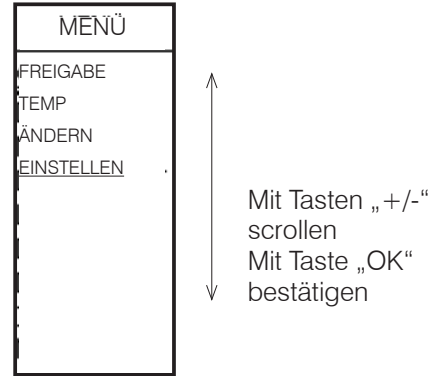 MENÜ
FREIGABE
TEMP
ÄNDERN
EINSTELLEN
Mit Tasten „+/-“
scrollen
Mit Taste „OK“
bestätigen